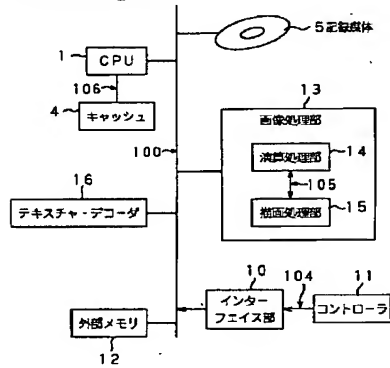 5記録媒体
1
CPU
106
4
キャッシュ
13
画像処理部
演算処理部
14
100
105
16
描画処理部
15
テキスチャ・デコーダ
10
104
11
インター
フェイス部
コントローラ
外部メモリ
12